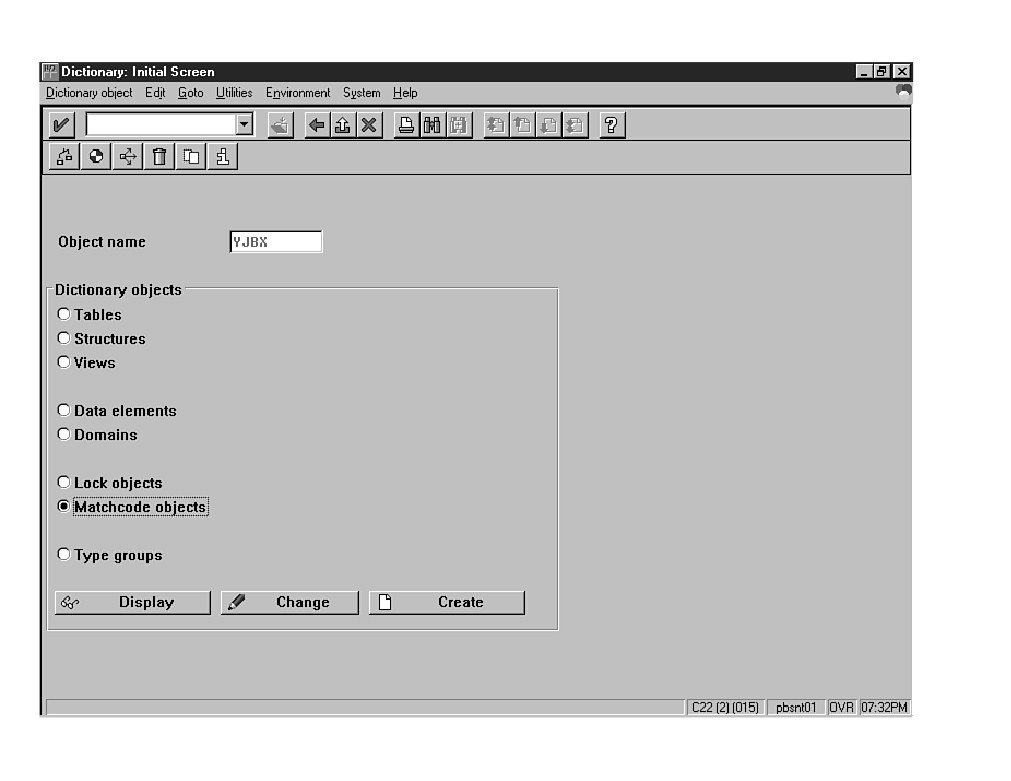 Dictionary: Initial Screen
Dictionary object Edit Goto Utilities Environment System Help
Object name YJBX
Dictionary objects
Tables
Structures
Views
Data elements
Domains
Lock objects
Matchcode objects
Type groups
Display Change Create
C22 (2) (015) pbsnt01 OVR 07:32PM